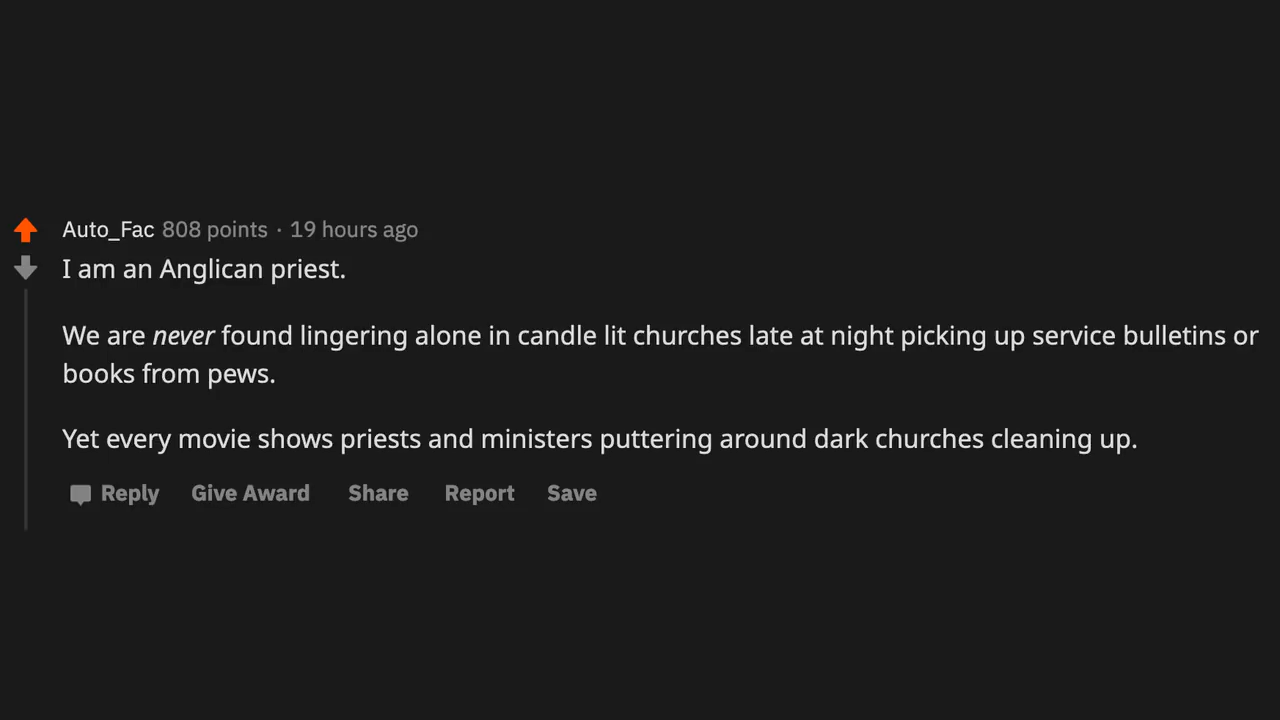 Auto_Fac 808 points · 19 hours ago
I am an Anglican priest.
We are never found lingering alone in candle lit churches late at night picking up service bulletins or
books from pews.
Yet every movie shows priests and ministers puttering around dark churches cleaning up.
Reply Give Award Share Report Save